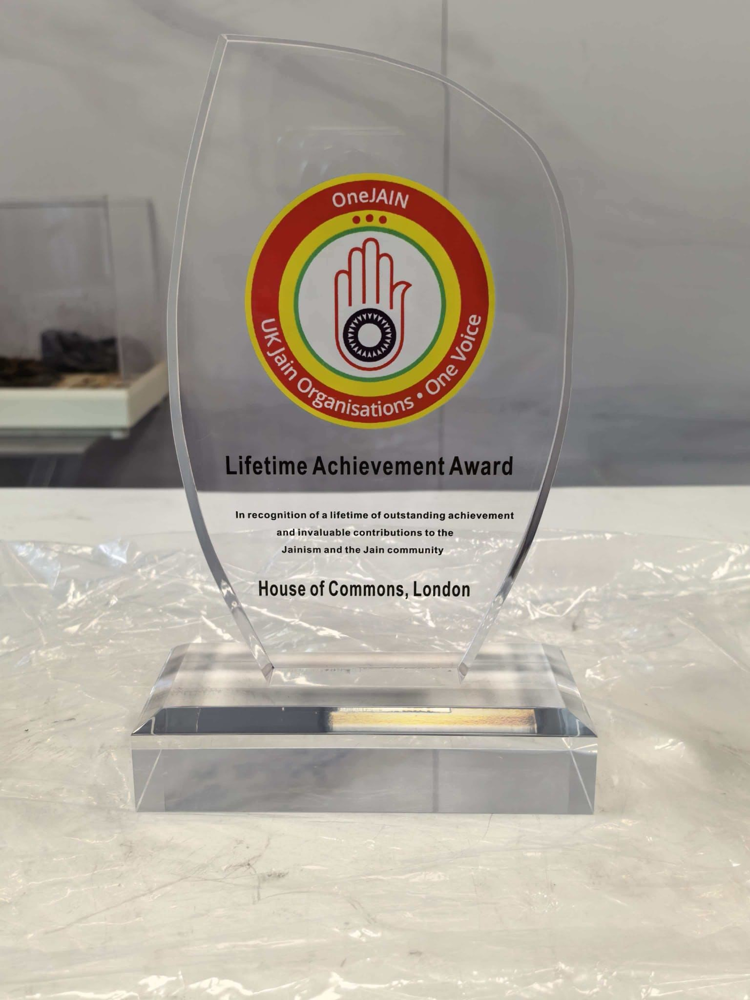 OneJAIN
UK Jain Organisations • One Voice
Lifetime Achievement Award
In recognition of a lifetime of outstanding achievement
and invaluable contributions to the
Jainism and the Jain community
House of Commons, London